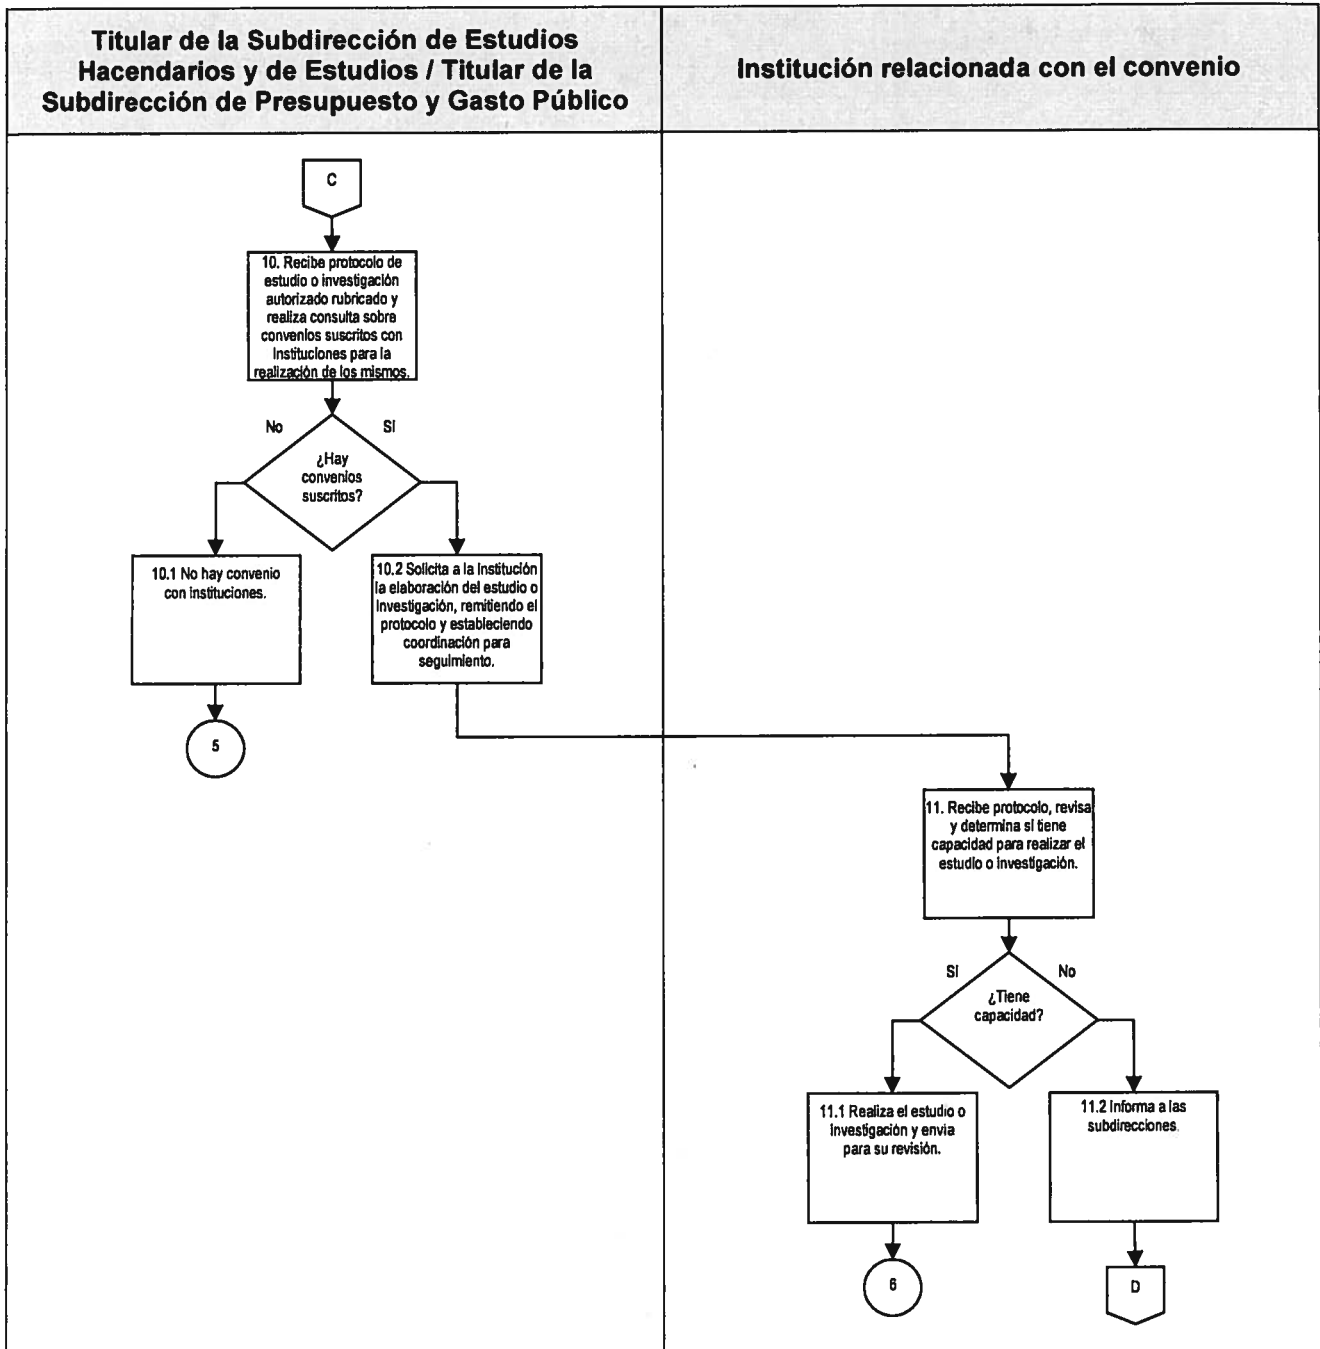 Titular de la Subdirección de Estudios
Hacendarios y de Estudios / Titular de la
Subdirección de Presupuesto y Gasto Público
Institución relacionada con el convenio
C
10. Recibe protocolo de
estudio o investigación
autorizado rubricado y
realiza consulta sobre
convenios suscritos con
Instituciones para la
realización de los mismos.
No
Sí
¿Hay
convenios
suscritos?
10.1 No hay convenio
con instituciones.
10.2 Solicita a la Institución
la elaboración del estudio o
Investigación, remitiendo el
protocolo y estableciendo
coordinación para
seguimiento.
5
11. Recibe protocolo, revisa
y determina si tiene
capacidad para realizar el
estudio o investigación.
Sí
No
¿Tiene
capacidad?
11.1 Realiza el estudio o
Investigación y envia
para su revisión.
11.2 Informa a las
subdirecciones.
6
D